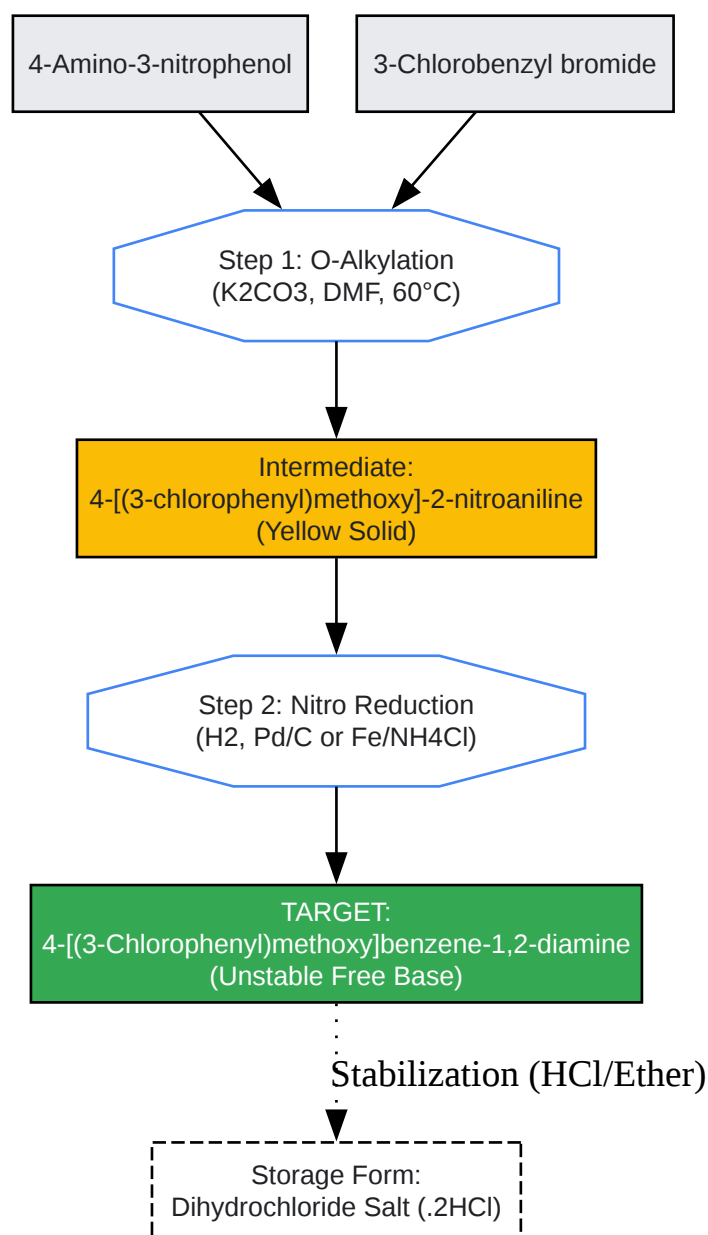 4-Amino-3-nitrophenol
3-Chlorobenzyl bromide
Step 1: O-Alkylation
(K2CO3, DMF, 60°C)
Intermediate:
4-[(3-chlorophenyl)methoxy]-2-nitroaniline
(Yellow Solid)
Step 2: Nitro Reduction
(H2, Pd/C or Fe/NH4Cl)
TARGET:
4-[(3-Chlorophenyl)methoxy]benzene-1,2-diamine
(Unstable Free Base)
Stabilization (HCl/Ether)
Storage Form:
Dihydrochloride Salt (.2HCl)